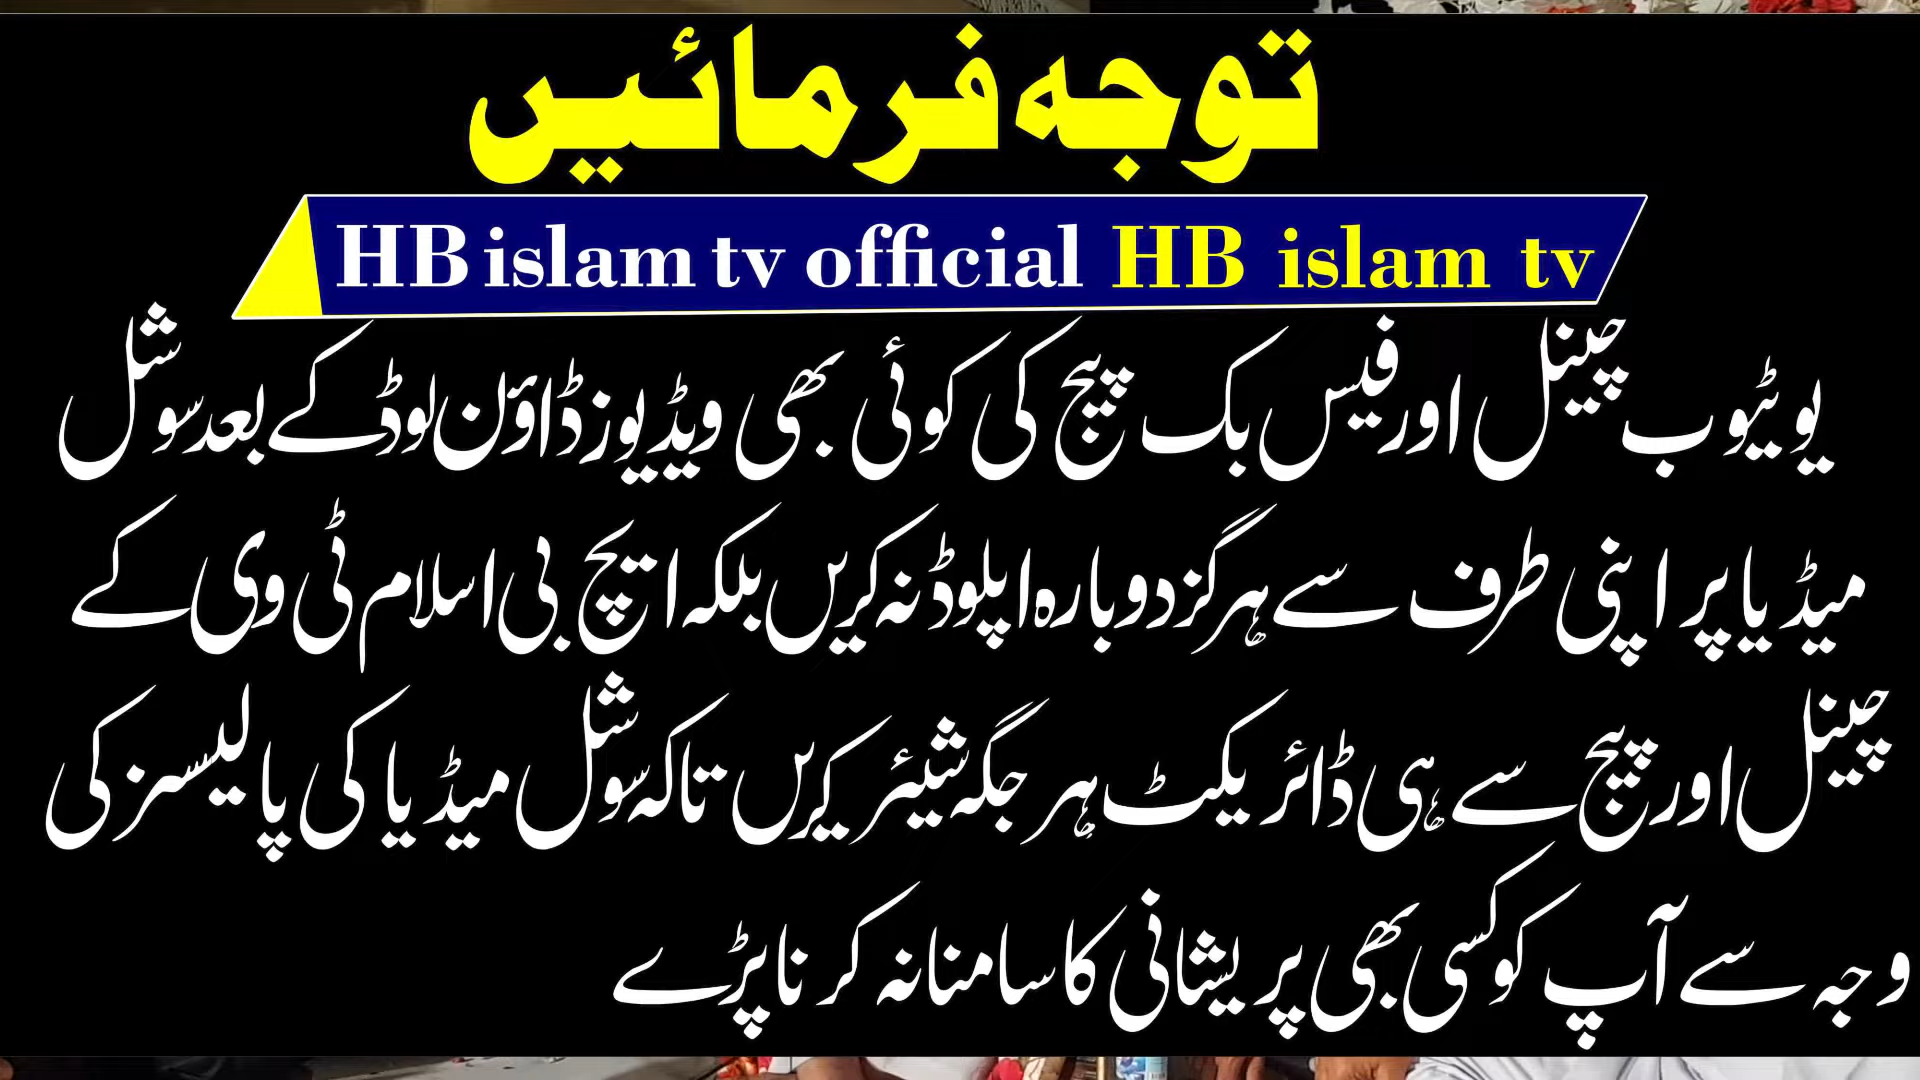 توجہ فرمائیں
HB islam tv official HB islam tv
یوٹیوب چینل اور فیس بک پیج کی کوئی بھی ویڈیوز ڈاؤن لوڈ کے بعد سوشل
میڈیا پر اپنی طرف سے ہرگز دوبارہ اپلوڈ نہ کریں بلکہ ایچ بی اسلام ٹی وی کے
چینل اور پیج سے ہی ڈائریکٹ ہر جگہ شیئر کریں تاکہ سوشل میڈیا کی پالیسز کی
وجہ سے آپ کو کسی بھی پریشانی کا سامنا نہ کرنا پڑے